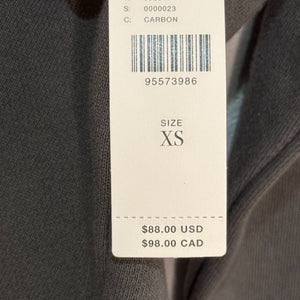 S: 0000023
C: CARBON
95573986
SIZE
XS
$88.00 USD
$98.00 CAD